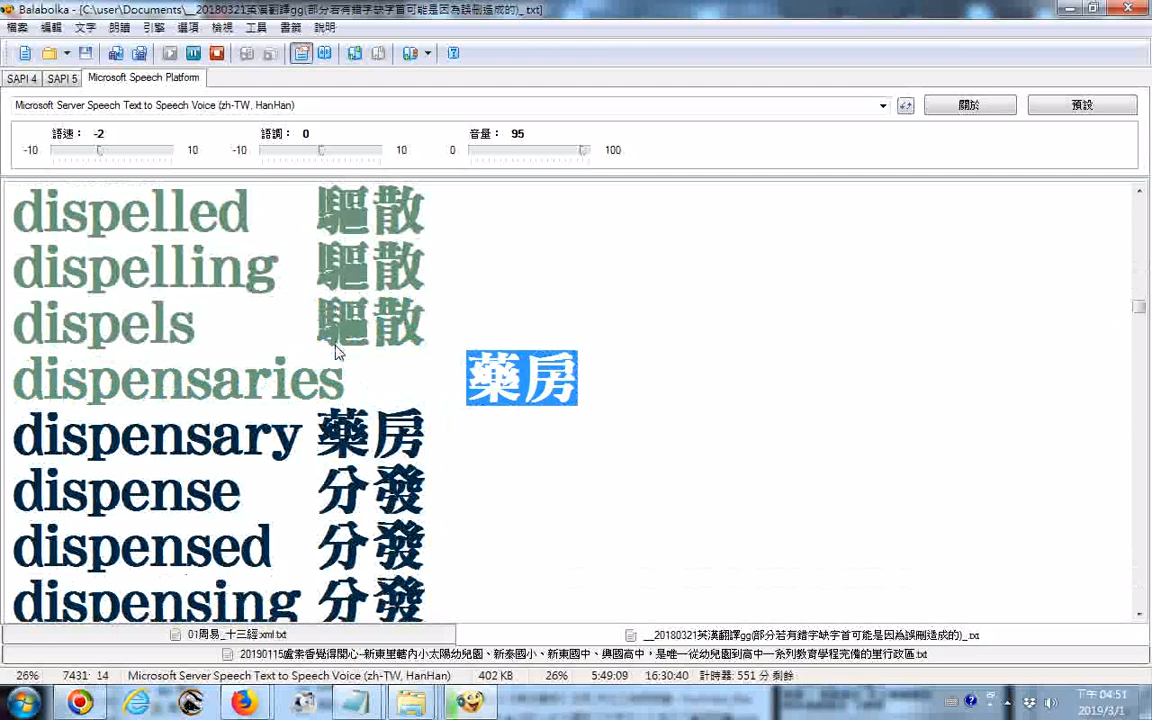 Balabolka - [C:\user\Documents\__20180321英漢翻譯gg(部分若有錯字缺字首可能是因為誤刪造成的)_.txt]
檔案 編輯 文字 朗讀 引擎 選項 檢視 工具 書籤 說明
SAPI 4 SAPI 5 Microsoft Speech Platform
Microsoft Server Speech Text to Speech Voice (zh-TW, HanHan) 關於 預設
語速： -2 語調： 0 音量： 95
-10 10 -10 10 0 100
dispelled 驅散
dispelling 驅散
dispels 驅散
dispensaries 藥房
dispensary 藥房
dispense 分發
dispensed 分發
dispensing 分發
01周易_十三經.xml.txt __20180321英漢翻譯gg(部分若有錯字缺字首可能是因為誤刪造成的)_.txt
20190115盧素香覺得開心-新東里轄內小太陽幼兒園、新泰國小、新東國中、興國高中，是唯一從幼兒園到高中一系列教育學程完備的里行政區.txt
26% 7431: 14 Microsoft Server Speech Text to Speech Voice (zh-TW, HanHan) 402 KB 26% 5:49:09 16:30:40 計時器： 551 分 剩餘
下午 04:51
2019/3/1